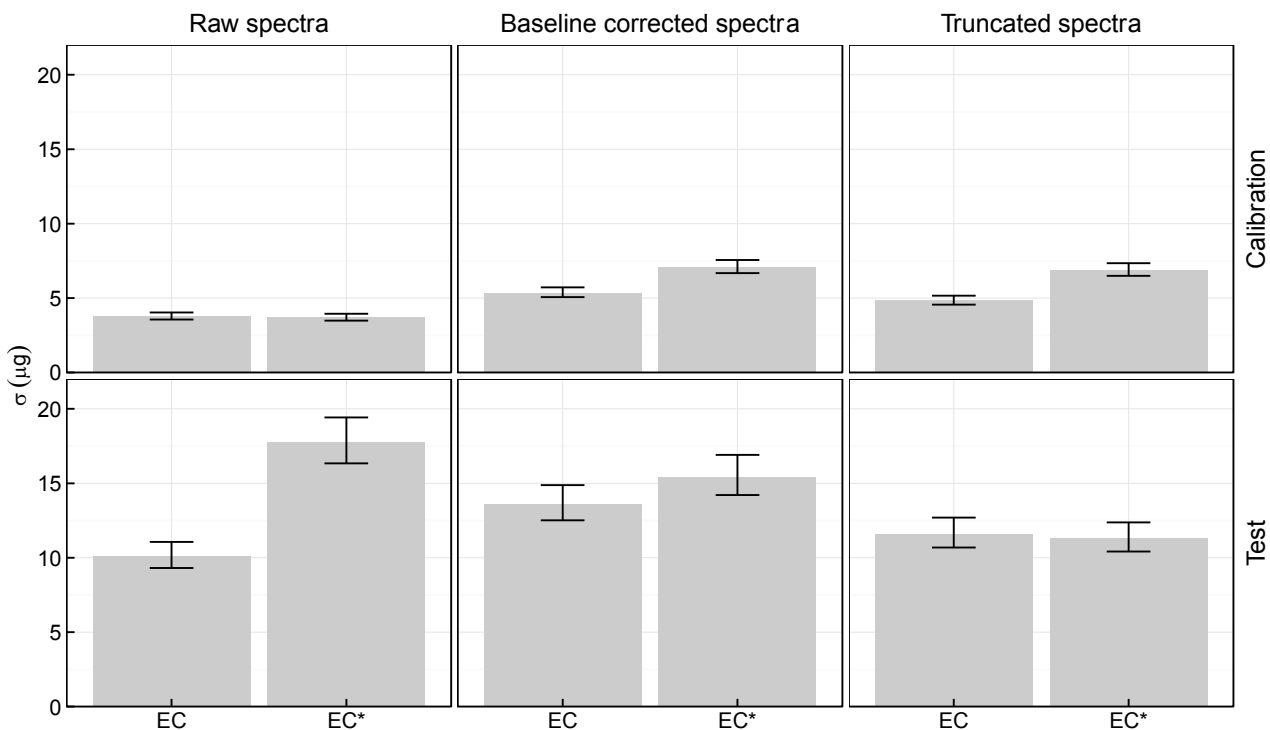 Raw spectra
Baseline corrected spectra
Truncated spectra
20
15
10
5
0
Calibration
σ (μg)
20
15
10
5
0
Test
EC
EC*
EC
EC*
EC
EC*